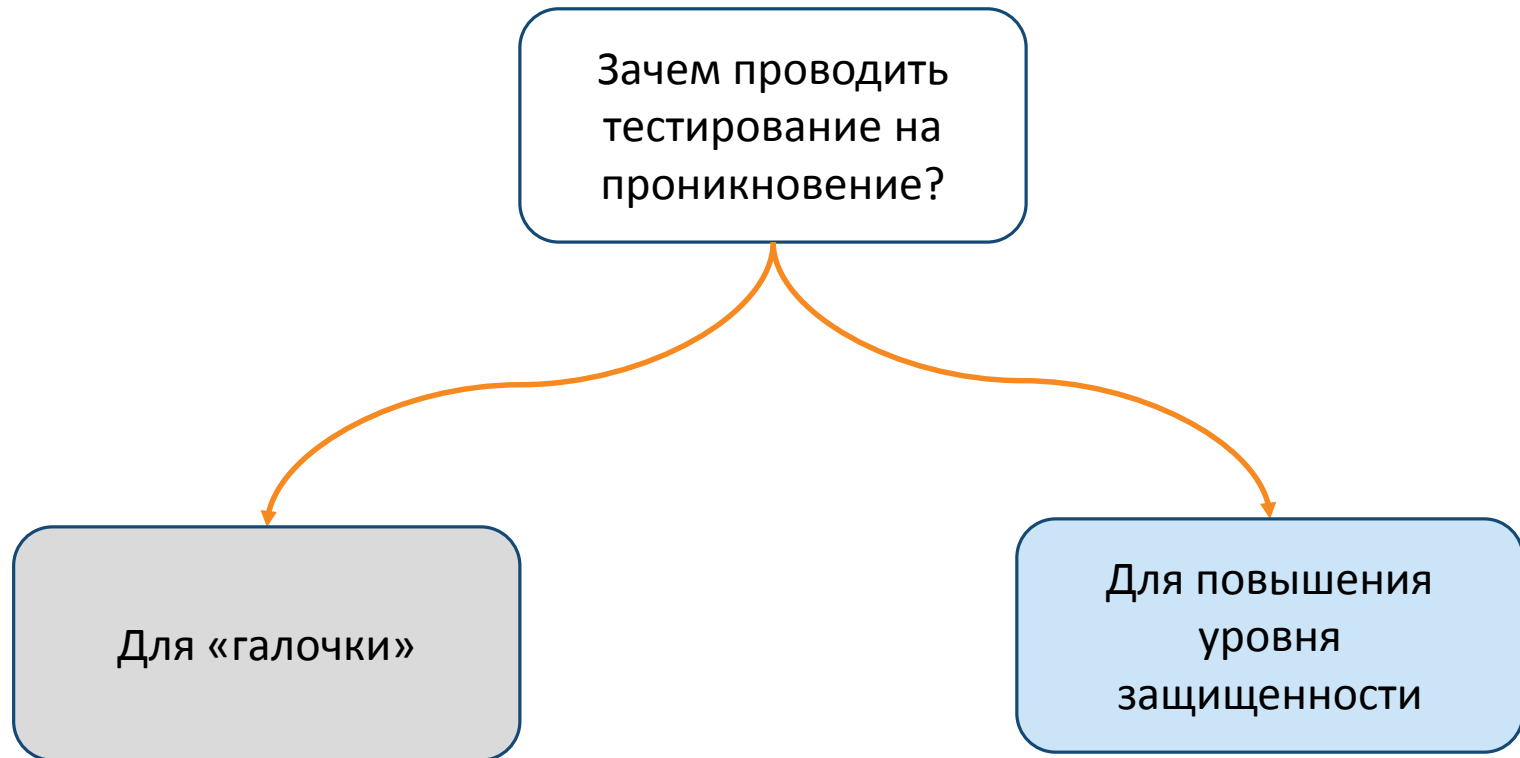 Зачем проводить
тестирование на
проникновение?
Для «галочки»
Для повышения
уровня
защищенности